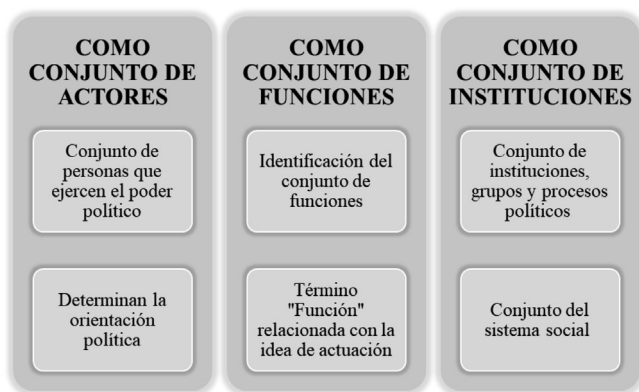 COMO
CONJUNTO DE
ACTORES
Conjunto de
personas que
ejercen el poder
político
Determinan la
orientación
política
COMO
CONJUNTO DE
FUNCIONES
Identificación del
conjunto de
funciones
Término
"Función"
relacionada con la
idea de actuación
COMO
CONJUNTO DE
INSTITUCIONES
Conjunto de
instituciones,
grupos y procesos
políticos
Conjunto del
sistema social